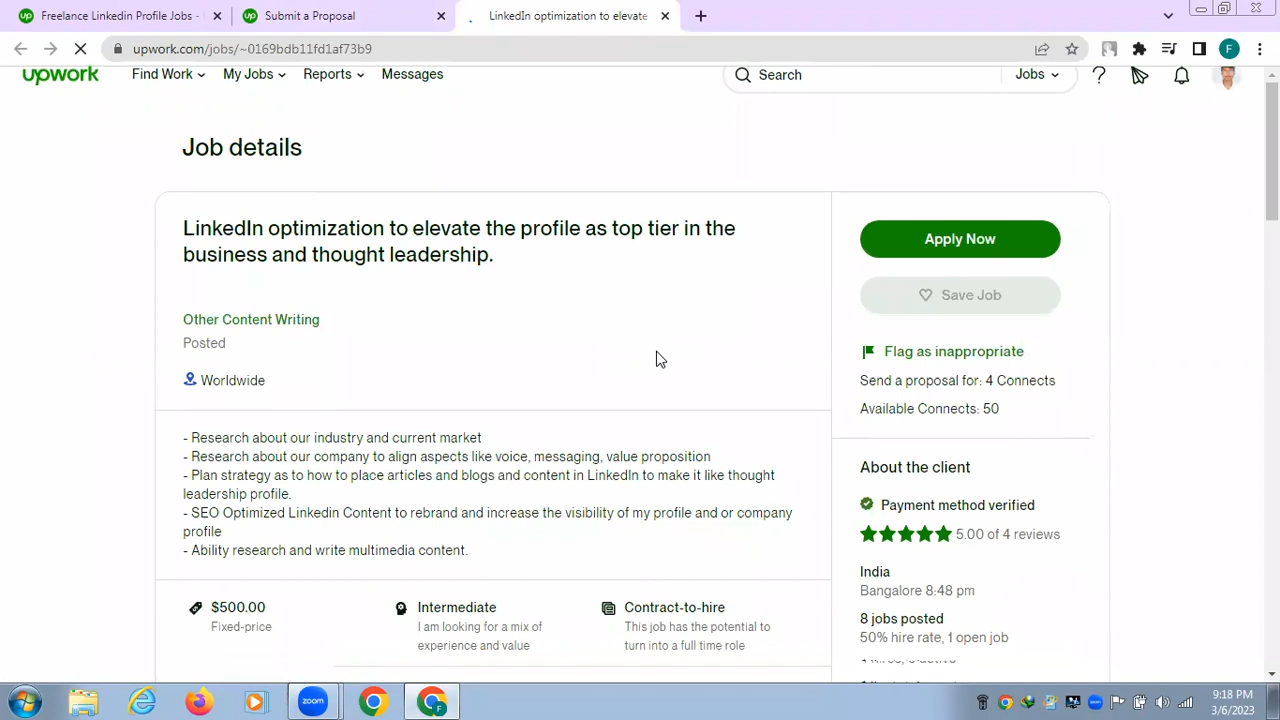 Freelance Linkedin Profile Jobs -
Submit a Proposal
LinkedIn optimization to elevate
upwork.com/jobs/~0169bdb11fd1af73b9
F
upwork
Find Work
My Jobs
Reports
Messages
Search
Jobs
?
Job details
LinkedIn optimization to elevate the profile as top tier in the
business and thought leadership.
Other Content Writing
Posted
Worldwide
- Research about our industry and current market
- Research about our company to align aspects like voice, messaging, value proposition
- Plan strategy as to how to place articles and blogs and content in LinkedIn to make it like thought
leadership profile.
- SEO Optimized Linkedin Content to rebrand and increase the visibility of my profile and or company
profile
- Ability research and write multimedia content.
$500.00
Fixed-price
Intermediate
I am looking for a mix of
experience and value
Contract-to-hire
This job has the potential to
turn into a full time role
Apply Now
Save Job
Flag as inappropriate
Send a proposal for: 4 Connects
Available Connects: 50
About the client
Payment method verified
5.00 of 4 reviews
India
Bangalore 8:48 pm
8 jobs posted
50% hire rate, 1 open job
zoom
9:18 PM
3/6/2023